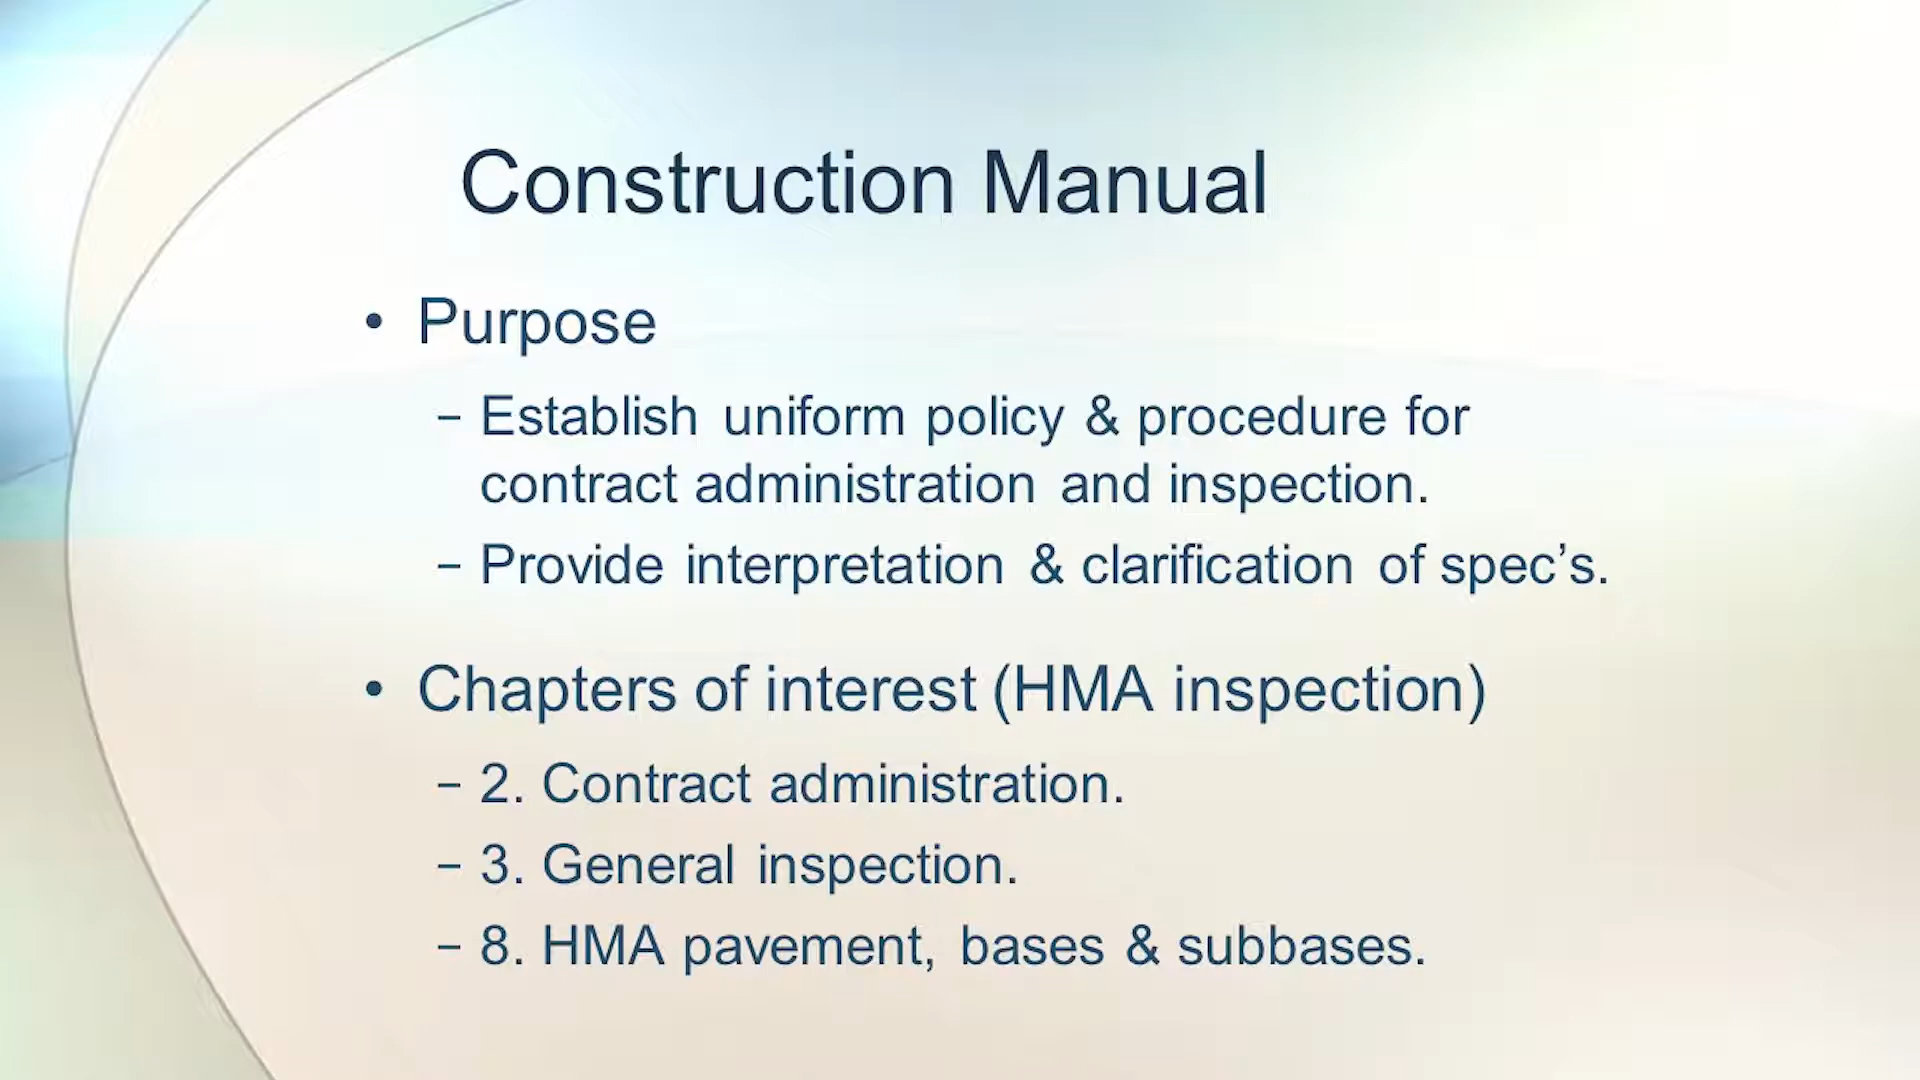 Construction Manual
• Purpose
– Establish uniform policy & procedure for
contract administration and inspection.
– Provide interpretation & clarification of spec’s.
• Chapters of interest (HMA inspection)
– 2. Contract administration.
– 3. General inspection.
– 8. HMA pavement, bases & subbases.